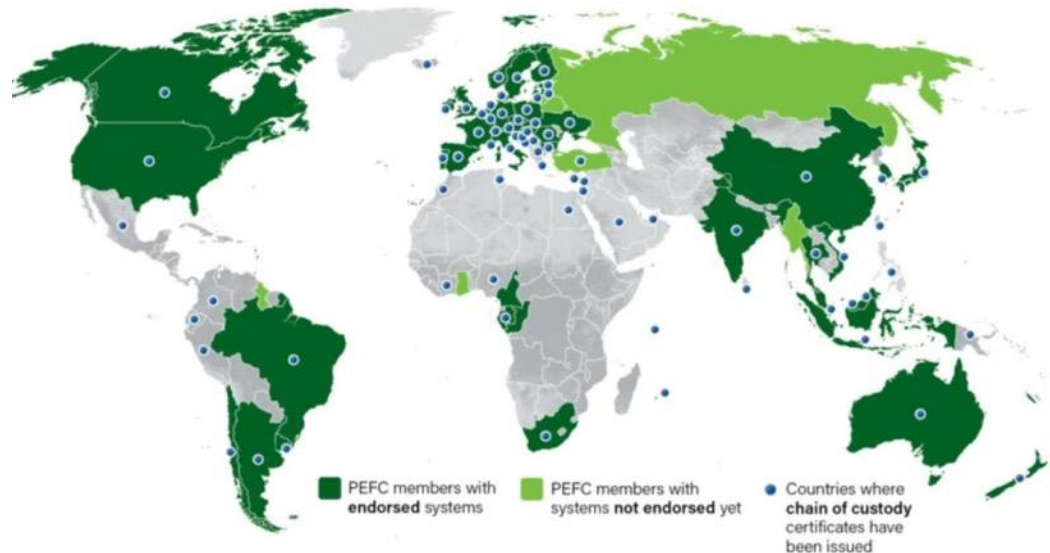 PEFC members with
endorsed systems
PEFC members with
systems not endorsed yet
Countries where
chain of custody
certificates have
been issued